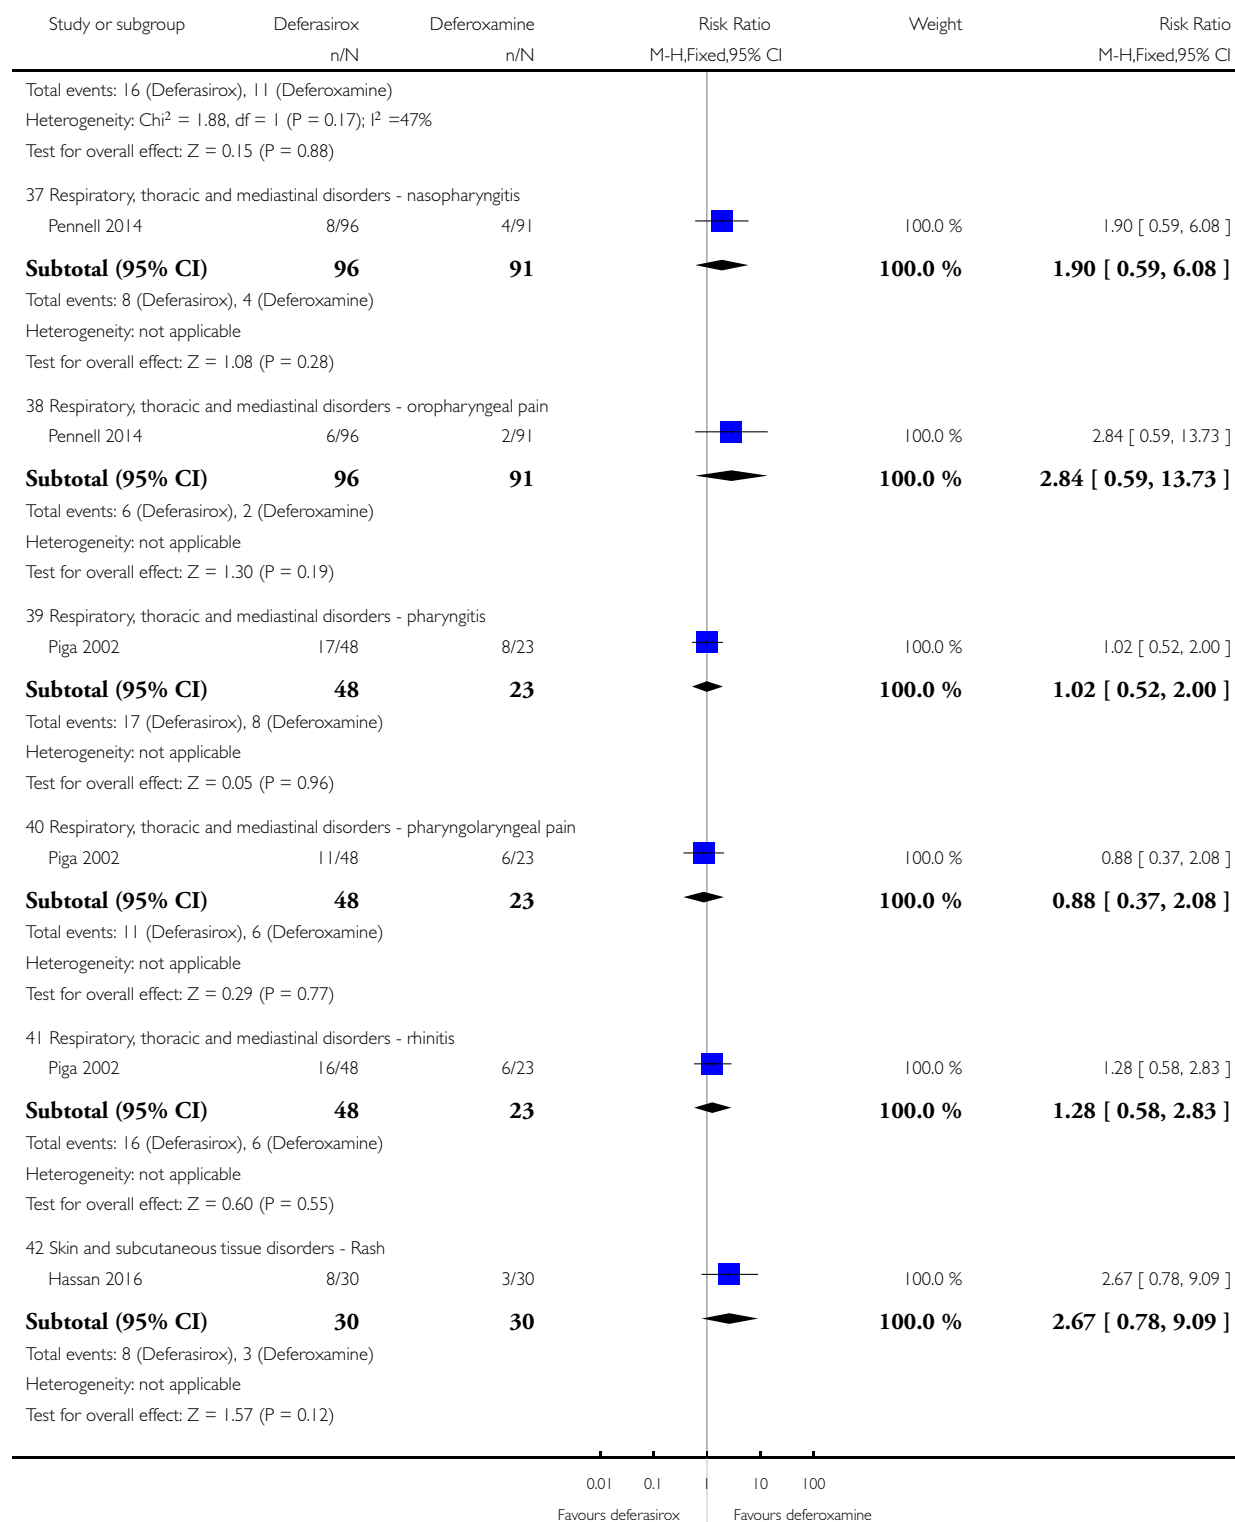 Study or subgroup Deferasirox Deferoxamine Risk Ratio Weight Risk Ratio
n/N n/N M-H,Fixed,95% CI M-H,Fixed,95% CI
Total events: 16 (Deferasirox), 11 (Deferoxamine)
Heterogeneity: Chi² = 1.88, df = 1 (P = 0.17); I² =47%
Test for overall effect: Z = 0.15 (P = 0.88)
37 Respiratory, thoracic and mediastinal disorders - nasopharyngitis
Pennell 2014 8/96 4/91 100.0 % 1.90 [ 0.59, 6.08 ]
Subtotal (95% CI) 96 91 100.0 % 1.90 [ 0.59, 6.08 ]
Total events: 8 (Deferasirox), 4 (Deferoxamine)
Heterogeneity: not applicable
Test for overall effect: Z = 1.08 (P = 0.28)
38 Respiratory, thoracic and mediastinal disorders - oropharyngeal pain
Pennell 2014 6/96 2/91 100.0 % 2.84 [ 0.59, 13.73 ]
Subtotal (95% CI) 96 91 100.0 % 2.84 [ 0.59, 13.73 ]
Total events: 6 (Deferasirox), 2 (Deferoxamine)
Heterogeneity: not applicable
Test for overall effect: Z = 1.30 (P = 0.19)
39 Respiratory, thoracic and mediastinal disorders - pharyngitis
Piga 2002 17/48 8/23 100.0 % 1.02 [ 0.52, 2.00 ]
Subtotal (95% CI) 48 23 100.0 % 1.02 [ 0.52, 2.00 ]
Total events: 17 (Deferasirox), 8 (Deferoxamine)
Heterogeneity: not applicable
Test for overall effect: Z = 0.05 (P = 0.96)
40 Respiratory, thoracic and mediastinal disorders - pharyngolaryngeal pain
Piga 2002 11/48 6/23 100.0 % 0.88 [ 0.37, 2.08 ]
Subtotal (95% CI) 48 23 100.0 % 0.88 [ 0.37, 2.08 ]
Total events: 11 (Deferasirox), 6 (Deferoxamine)
Heterogeneity: not applicable
Test for overall effect: Z = 0.29 (P = 0.77)
41 Respiratory, thoracic and mediastinal disorders - rhinitis
Piga 2002 16/48 6/23 100.0 % 1.28 [ 0.58, 2.83 ]
Subtotal (95% CI) 48 23 100.0 % 1.28 [ 0.58, 2.83 ]
Total events: 16 (Deferasirox), 6 (Deferoxamine)
Heterogeneity: not applicable
Test for overall effect: Z = 0.60 (P = 0.55)
42 Skin and subcutaneous tissue disorders - Rash
Hassan 2016 8/30 3/30 100.0 % 2.67 [ 0.78, 9.09 ]
Subtotal (95% CI) 30 30 100.0 % 2.67 [ 0.78, 9.09 ]
Total events: 8 (Deferasirox), 3 (Deferoxamine)
Heterogeneity: not applicable
Test for overall effect: Z = 1.57 (P = 0.12)
0.01 0.1 1 10 100
Favours deferasirox Favours deferoxamine